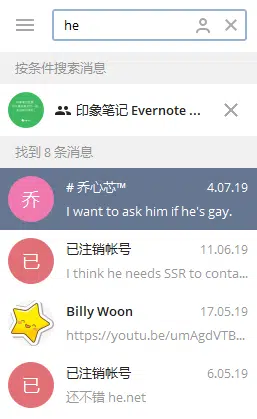 he
按条件搜索消息
印象笔记 Evernote ...
找到 8 条消息
乔
# 乔心芯™ 4.07.19
I want to ask him if he's gay.
已
已注销帐号 11.06.19
I think he needs SSR to conta...
Billy Woon 17.05.19
https://youtu.be/umAgdVTB...
已
已注销帐号 6.05.19
还不错 he.net